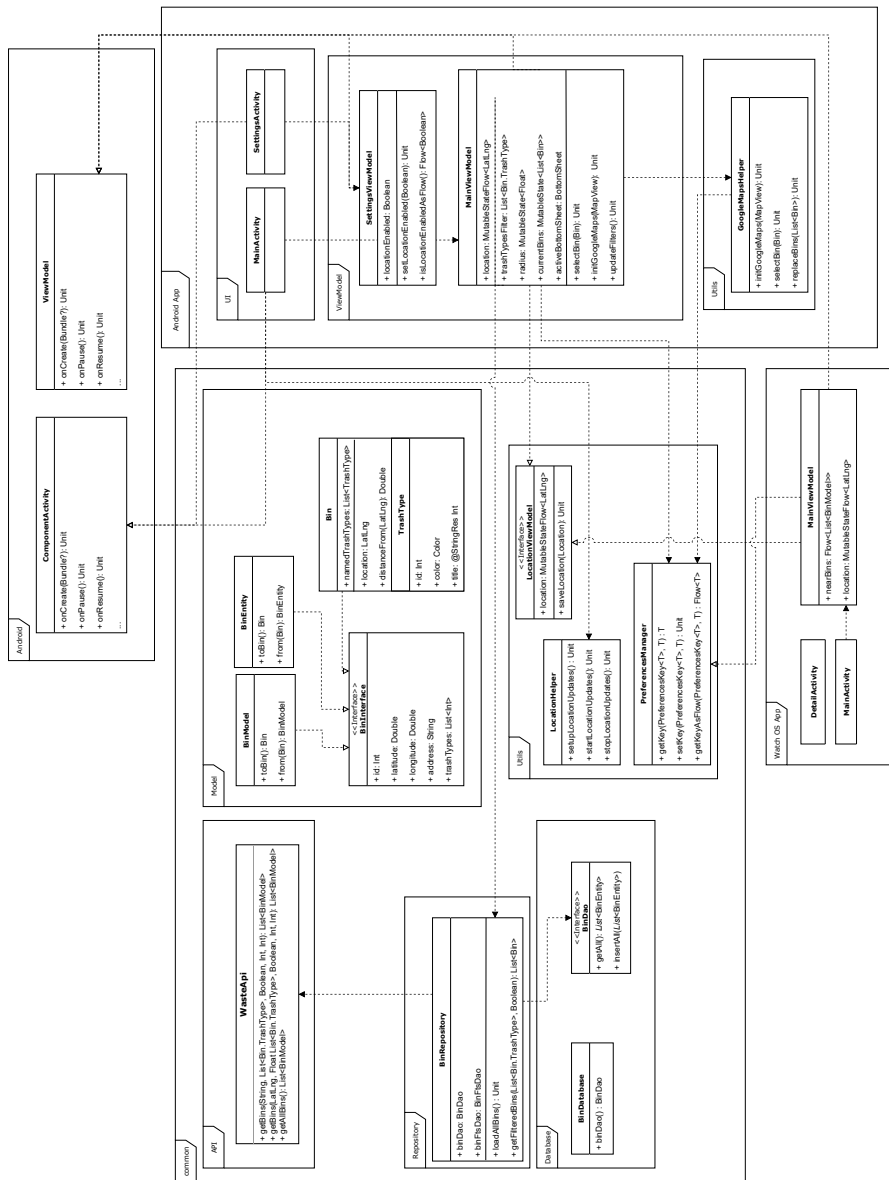 Android
ComponentActivity
+ onCreate(Bundle?): Unit
+ onPause(): Unit
+ onResume(): Unit
...
ViewModel
+ onCreate(Bundle?): Unit
+ onPause(): Unit
+ onResume(): Unit
...
common
API
WasteApi
+ getBins(String, List<Bin.TrashType>, Boolean, Int, Int): List<BinModel>
+ getBins(LatLng, Float List<Bin.TrashType>, Boolean, Int, Int): List<BinModel>
+ getAllBins(): List<BinModel>
Model
BinModel
+ toBin(): Bin
+ from(Bin): BinModel
BinEntity
+ toBin(): Bin
+ from(Bin): BinEntity
<<Interface>>
BinInterface
+ id: Int
+ latitude: Double
+ longitude: Double
+ address: String
+ trashTypes: List<Int>
Bin
+ namedTrashTypes: List<TrashType>
+ location: LatLng
+ distanceFrom(LatLng): Double
TrashType
+ id: Int
+ color: Color
+ title: @StringRes Int
Android App
UI
MainActivity
SettingsActivity
ViewModel
SettingsViewModel
+ locationEnabled: Boolean
+ setLocationEnabled(Boolean): Unit
+ isLocationEnabledAsFlow(): Flow<Boolean>
MainViewModel
+ location: MutableStateFlow<LatLng>
+ trashTypesFilter: List<Bin.TrashType>
+ radius: MutableState<Float>
+ currentBins: MutableState<List<Bin>>
+ activeBottomSheet: BottomSheet
+ selectBin(Bin): Unit
+ initGoogleMaps(MapView): Unit
+ updateFilters(): Unit
Utils
GoogleMapsHelper
+ initGoogleMaps(MapView): Unit
+ selectBin(Bin): Unit
+ replaceBins(List<Bin>): Unit
Repository
BinRepository
+ binDao: BinDao
+ binFtsDao: BinFtsDao
+ loadAllBins() : Unit
+ getFilteredBins(List<Bin.TrashType>, Boolean): List<Bin>
Utils
LocationHelper
+ setupLocationUpdates() : Unit
+ startLocationUpdates(): Unit
+ stopLocationUpdates(): Unit
<<Interface>>
LocationViewModel
+ location: MutableStateFlow<LatLng>
+ saveLocation(Location): Unit
PreferencesManager
+ getKey(PreferencesKey<T>, T) : T
+ setKey(PreferencesKey<T>, T) : Unit
+ getKeyAsFlow(PreferencesKey<T>, T) : Flow<T>
Database
BinDatabase
+ binDao() : BinDao
<<Interface>>
BinDao
+ getAll(): List<BinEntity>
+ insertAll(List<BinEntity>)
Watch OS App
DetailActivity
MainActivity
MainViewModel
+ nearBins: Flow<List<BinModel>>
+ location: MutableStateFlow<LatLng>